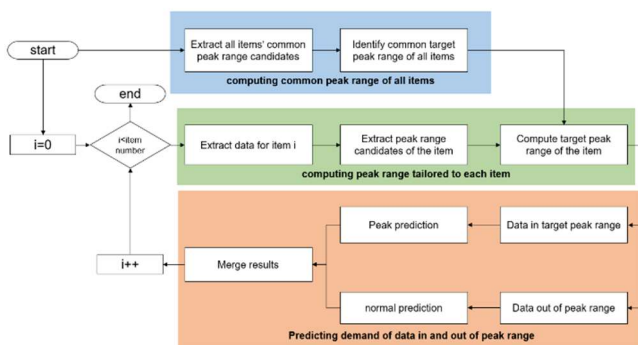 start
Extract all items' common
peak range candidates
Identify common target
peak range of all items
computing common peak range of all items
end
i=0
i<item
number
Extract data for item i
Extract peak range
candidates of the item
Compute target peak
range of the item
computing peak range tailored to each item
Peak prediction
Data in target peak range
i++
Merge results
normal prediction
Data out of peak range
Predicting demand of data in and out of peak range